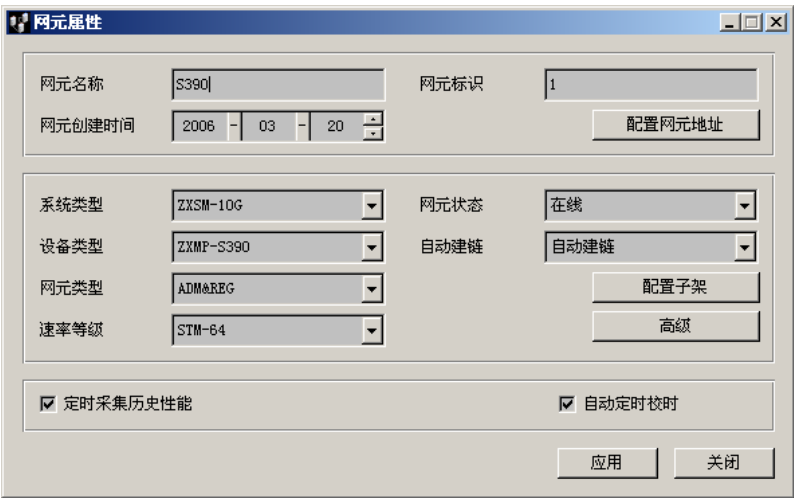 网元属性
网元名称 S390 网元标识 1
网元创建时间 2006 - 03 - 20 配置网元地址
系统类型 ZXSM-10G 网元状态 在线
设备类型 ZXMP-S390 自动建链 自动建链
网元类型 ADM&REG 配置子架
速率等级 STM-64 高级
定时采集历史性能 自动定时校时
应用 关闭